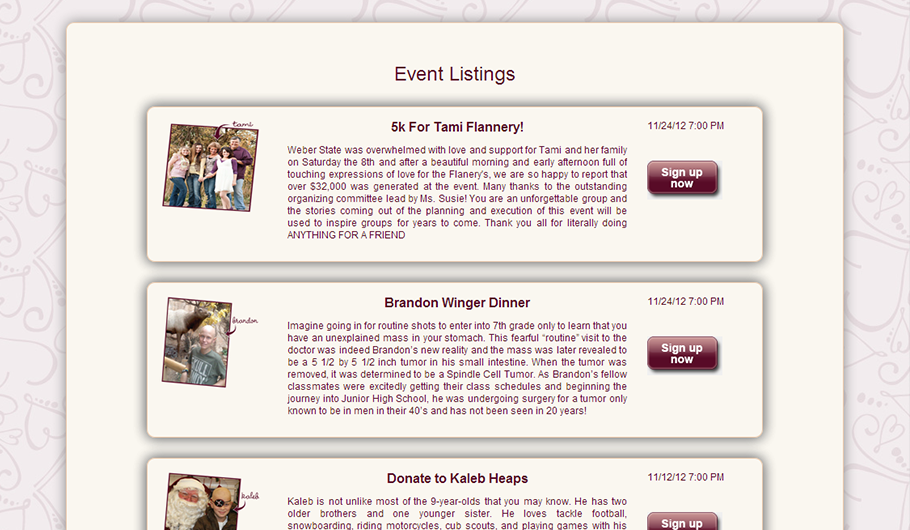 Event Listings
tami
5k For Tami Flannery!
11/24/12 7:00 PM
Weber State was overwhelmed with love and support for Tami and her family
on Saturday the 8th and after a beautiful morning and early afternoon full of
touching expressions of love for the Flanery's, we are so happy to report that
over $32,000 was generated at the event. Many thanks to the outstanding
organizing committee lead by Ms. Susie! You are an unforgettable group and
the stories coming out of the planning and execution of this event will be
used to inspire groups for years to come. Thank you all for literally doing
ANYTHING FOR A FRIEND
Sign up
now
brandon
Brandon Winger Dinner
11/24/12 7:00 PM
Imagine going in for routine shots to enter into 7th grade only to learn that you
have an unexplained mass in your stomach. This fearful “routine” visit to the
doctor was indeed Brandon's new reality and the mass was later revealed to
be a 5 1/2 by 5 1/2 inch tumor in his small intestine. When the tumor was
removed, it was determined to be a Spindle Cell Tumor. As Brandon's fellow
classmates were excitedly getting their class schedules and beginning the
journey into Junior High School, he was undergoing surgery for a tumor only
known to be in men in their 40's and has not been seen in 20 years!
Sign up
now
kaleb
Donate to Kaleb Heaps
11/12/12 7:00 PM
Kaleb is not unlike most of the 9-year-olds that you may know. He has two
older brothers and one younger sister. He loves tackle football,
snowboarding, riding motorcycles, cub scouts, and playing games with his
Sign up